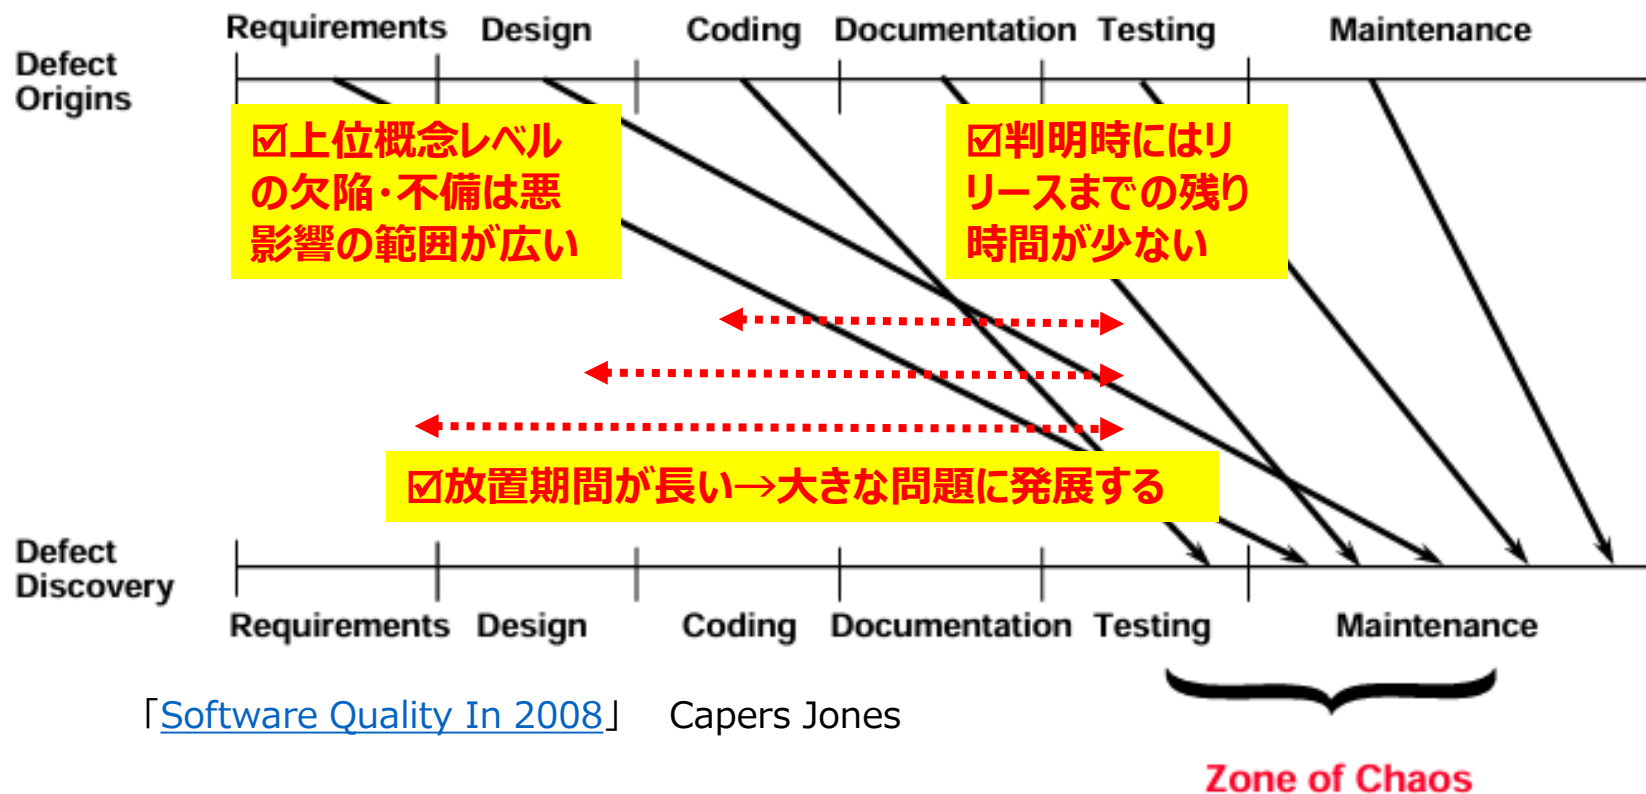 Requirements Design Coding Documentation Testing Maintenance
Defect
Origins
☑上位概念レベル
の欠陥・不備は悪
影響の範囲が広い
☑判明時にはリ
リースまでの残り
時間が少ない
☑放置期間が長い→大きな問題に発展する
Defect
Discovery
Requirements Design Coding Documentation Testing Maintenance
「Software Quality In 2008」 Capers Jones
Zone of Chaos